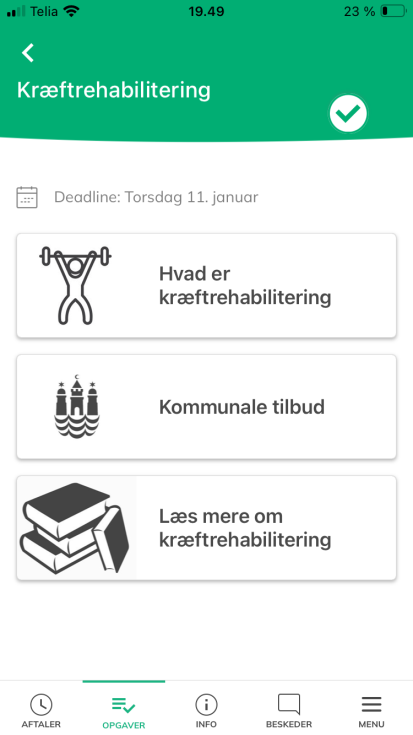 Telia 19.49 23 %
Kræftrehabilitering
Deadline: Torsdag 11. januar
Hvad er
kræftrehabilitering
Kommunale tilbud
Læs mere om
kræftrehabilitering
AFTALER OPGAVER INFO BESKEDER MENU